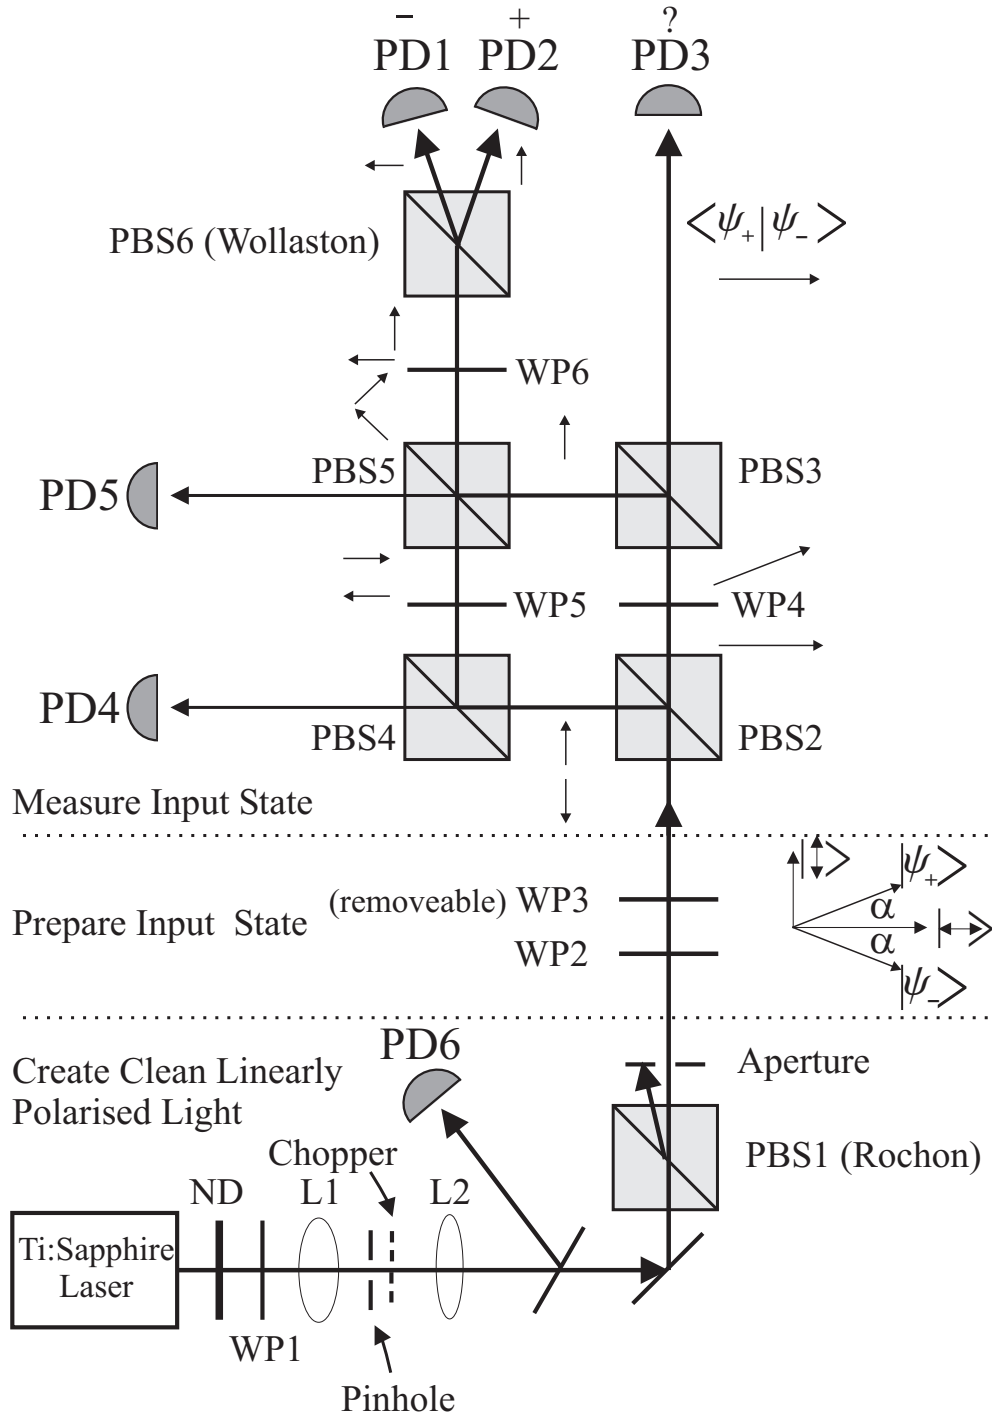 − + ?
PD1 PD2 PD3
PBS6 (Wollaston)
<ψ₊|ψ₋>
WP6
PBS5 PBS3
PD5
WP5 WP4
PD4
PBS4 PBS2
Measure Input State
|↕>
|ψ₊>
(removeable) WP3
α
Prepare Input State
|↔>
WP2
α
|ψ₋>
PD6
Create Clean Linearly
Polarised Light
Aperture
Chopper
PBS1 (Rochon)
ND L1 L2
Ti:Sapphire
Laser
WP1
Pinhole